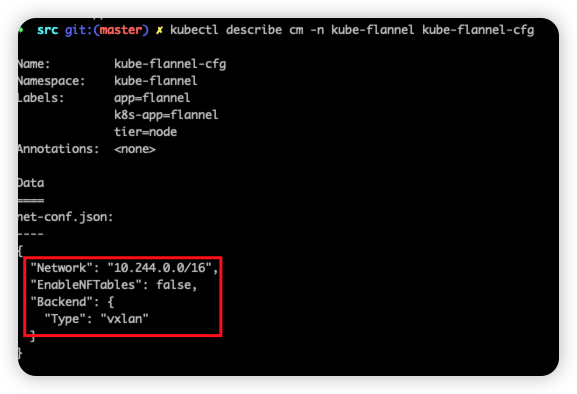 src git:(master) ✗ kubectl describe cm -n kube-flannel kube-flannel-cfg
Name: kube-flannel-cfg
Namespace: kube-flannel
Labels: app=flannel
k8s-app=flannel
tier=node
Annotations: <none>
Data
====
net-conf.json:
----
{
"Network": "10.244.0.0/16",
"EnableNFTables": false,
"Backend": {
"Type": "vxlan"
}
}